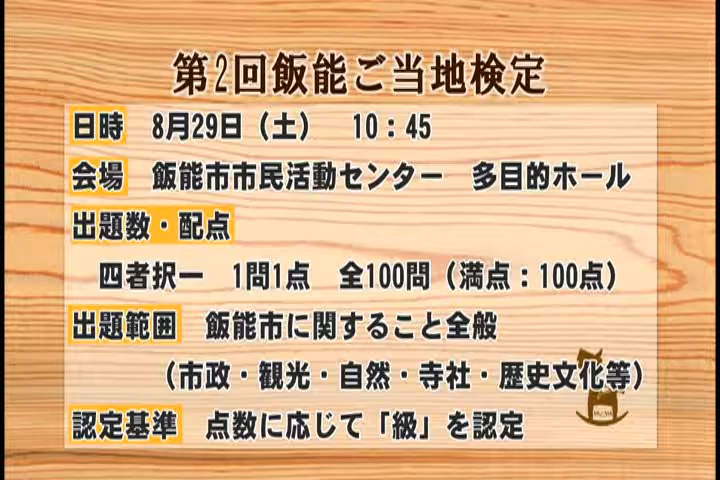 第2回飯能ご当地検定
日時　8月29日（土）　10：45
会場　飯能市市民活動センター　多目的ホール
出題数・配点
四者択一　1問1点　全100問（満点：100点）
出題範囲　飯能市に関すること全般
（市政・観光・自然・寺社・歴史文化等）
認定基準　点数に応じて「級」を認定